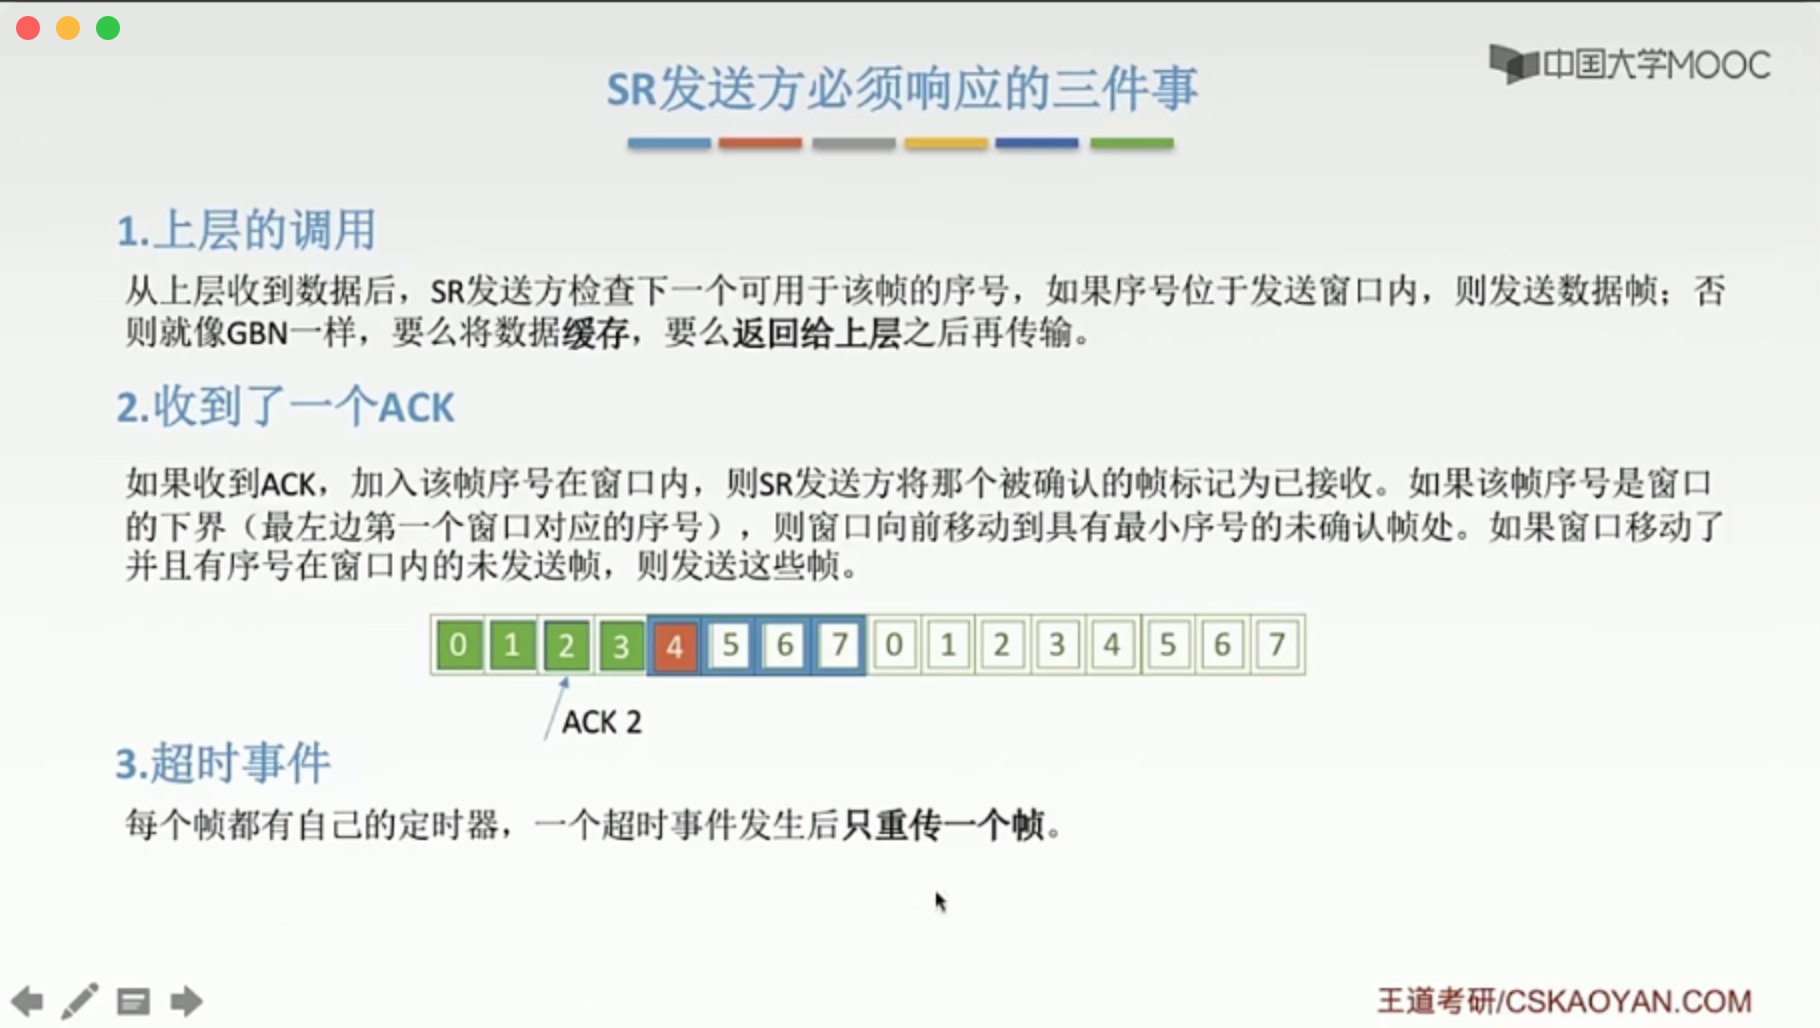 中国大学MOOC
SR发送方必须响应的三件事
1.上层的调用
从上层收到数据后，SR发送方检查下一个可用于该帧的序号，如果序号位于发送窗口内，则发送数据帧；否
则就像GBN一样，要么将数据缓存，要么返回给上层之后再传输。
2.收到了一个ACK
如果收到ACK，加入该帧序号在窗口内，则SR发送方将那个被确认的帧标记为已接收。如果该帧序号是窗口
的下界（最左边第一个窗口对应的序号），则窗口向前移动到具有最小序号的未确认帧处。如果窗口移动了
并且有序号在窗口内的未发送帧，则发送这些帧。
0 1 2 3 4 5 6 7 0 1 2 3 4 5 6 7
ACK 2
3.超时事件
每个帧都有自己的定时器，一个超时事件发生后只重传一个帧。
王道考研/CSKAOYAN.COM